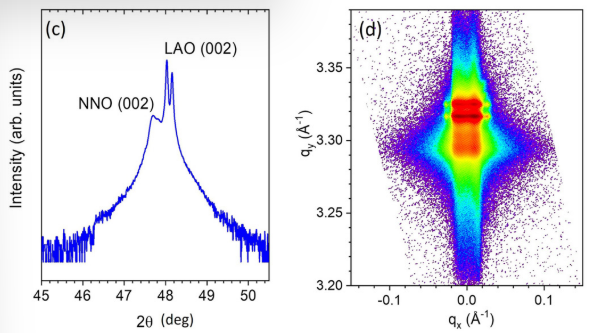 (c)
LAO (002)
NNO (002)
Intensity (arb. units)
45 46 47 48 49 50
2θ (deg)
(d)
3.35
3.30
3.25
3.20
qy (Å-1)
-0.1 0.0 0.1
qx (Å-1)